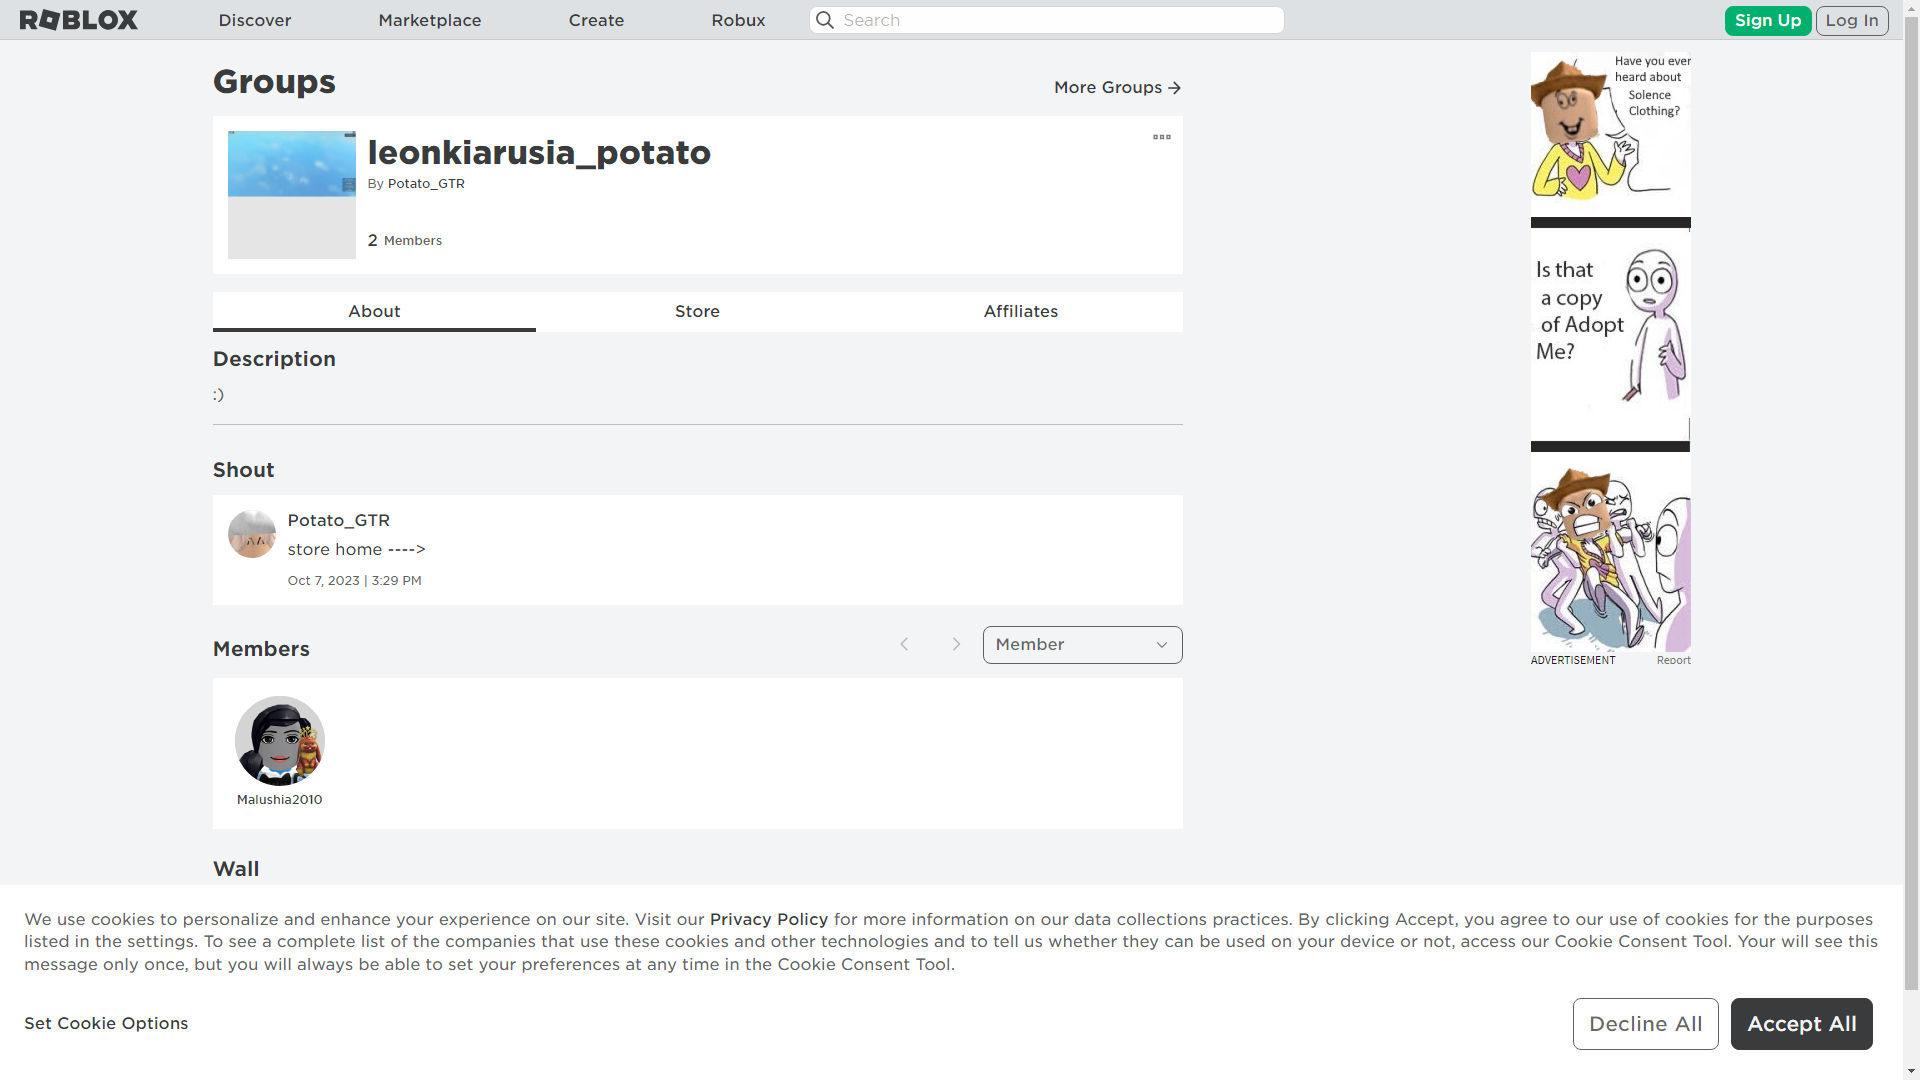 ROBLOX
Discover
Marketplace
Create
Robux
Search
Sign Up
Log In
Groups
More Groups
leonkiarusia_potato
By Potato_GTR
2 Members
About
Store
Affiliates
Description
:)
Shout
Potato_GTR
store home ---->
Oct 7, 2023 | 3:29 PM
Members
Member
Malushia2010
Wall
Have you ever
heard about
Solence
Clothing?
Is that
a copy
of Adopt
Me?
ADVERTISEMENT
Report
We use cookies to personalize and enhance your experience on our site. Visit our Privacy Policy for more information on our data collections practices. By clicking Accept, you agree to our use of cookies for the purposes
listed in the settings. To see a complete list of the companies that use these cookies and other technologies and to tell us whether they can be used on your device or not, access our Cookie Consent Tool. Your will see this
message only once, but you will always be able to set your preferences at any time in the Cookie Consent Tool.
Set Cookie Options
Decline All
Accept All